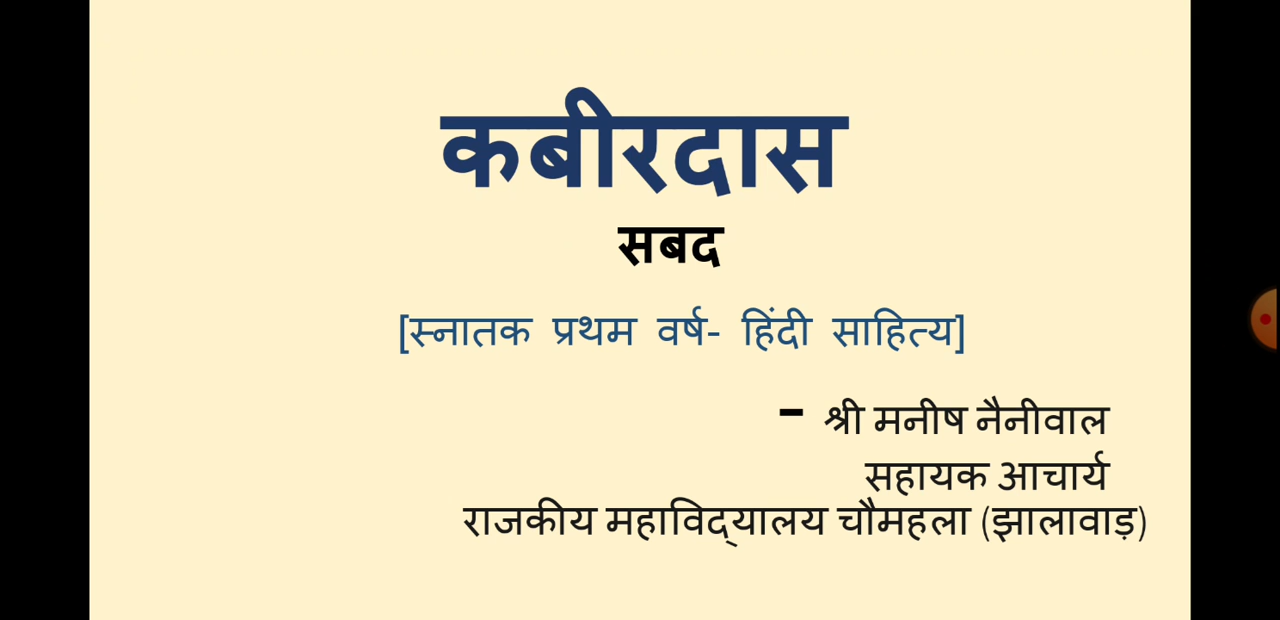 कबीरदास
सबद
[स्नातक प्रथम वर्ष- हिंदी साहित्य]
- श्री मनीष नैनीवाल
सहायक आचार्य
राजकीय महाविद्यालय चौमहला (झालावाड़)